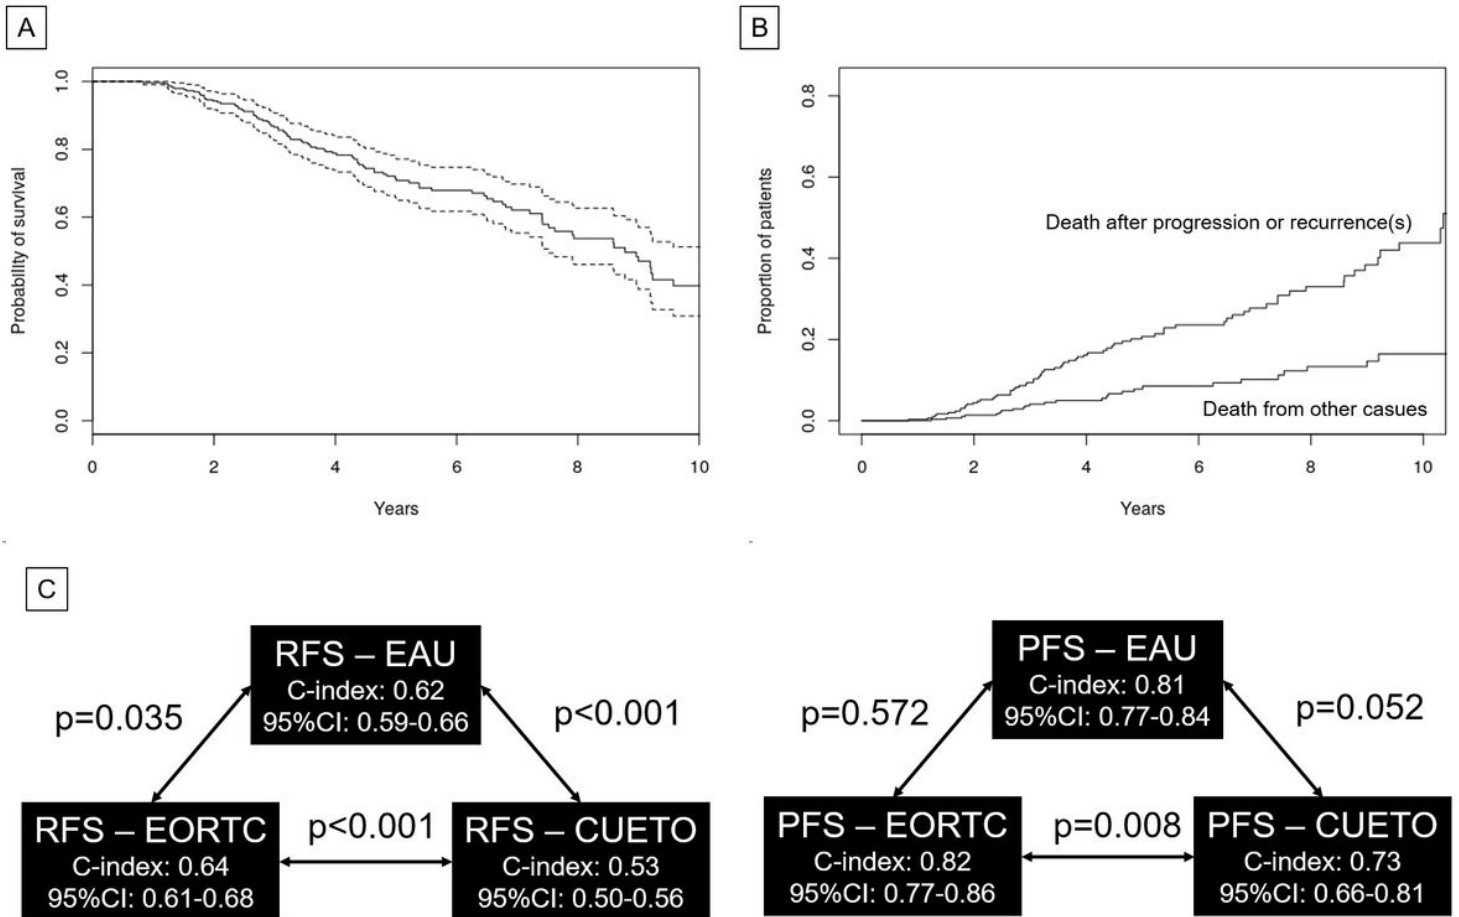 A
Probability of survival
1.0
0.8
0.6
0.4
0.2
0.0
0 2 4 6 8 10
Years
B
Proportion of patients
0.8
0.6
0.4
0.2
0.0
Death after progression or recurrence(s)
Death from other casues
0 2 4 6 8 10
Years
C
RFS – EAU
C-index: 0.62
95%CI: 0.59-0.66
p=0.035
p<0.001
RFS – EORTC
C-index: 0.64
95%CI: 0.61-0.68
p<0.001
RFS – CUETO
C-index: 0.53
95%CI: 0.50-0.56
PFS – EAU
C-index: 0.81
95%CI: 0.77-0.84
p=0.572
p=0.052
PFS – EORTC
C-index: 0.82
95%CI: 0.77-0.86
p=0.008
PFS – CUETO
C-index: 0.73
95%CI: 0.66-0.81